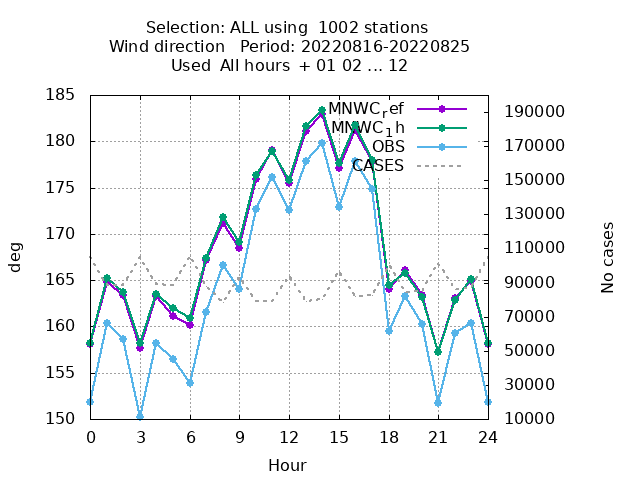 Selection: ALL using  1002 stations
Wind direction   Period: 20220816-20220825
Used  All hours  + 01 02 ... 12
185
180
175
170
165
160
155
150
deg
MNWC_ref
MNWC_1h
OBS
CASES
190000
170000
150000
130000
110000
90000
70000
50000
30000
10000
No cases
0 3 6 9 12 15 18 21 24
Hour